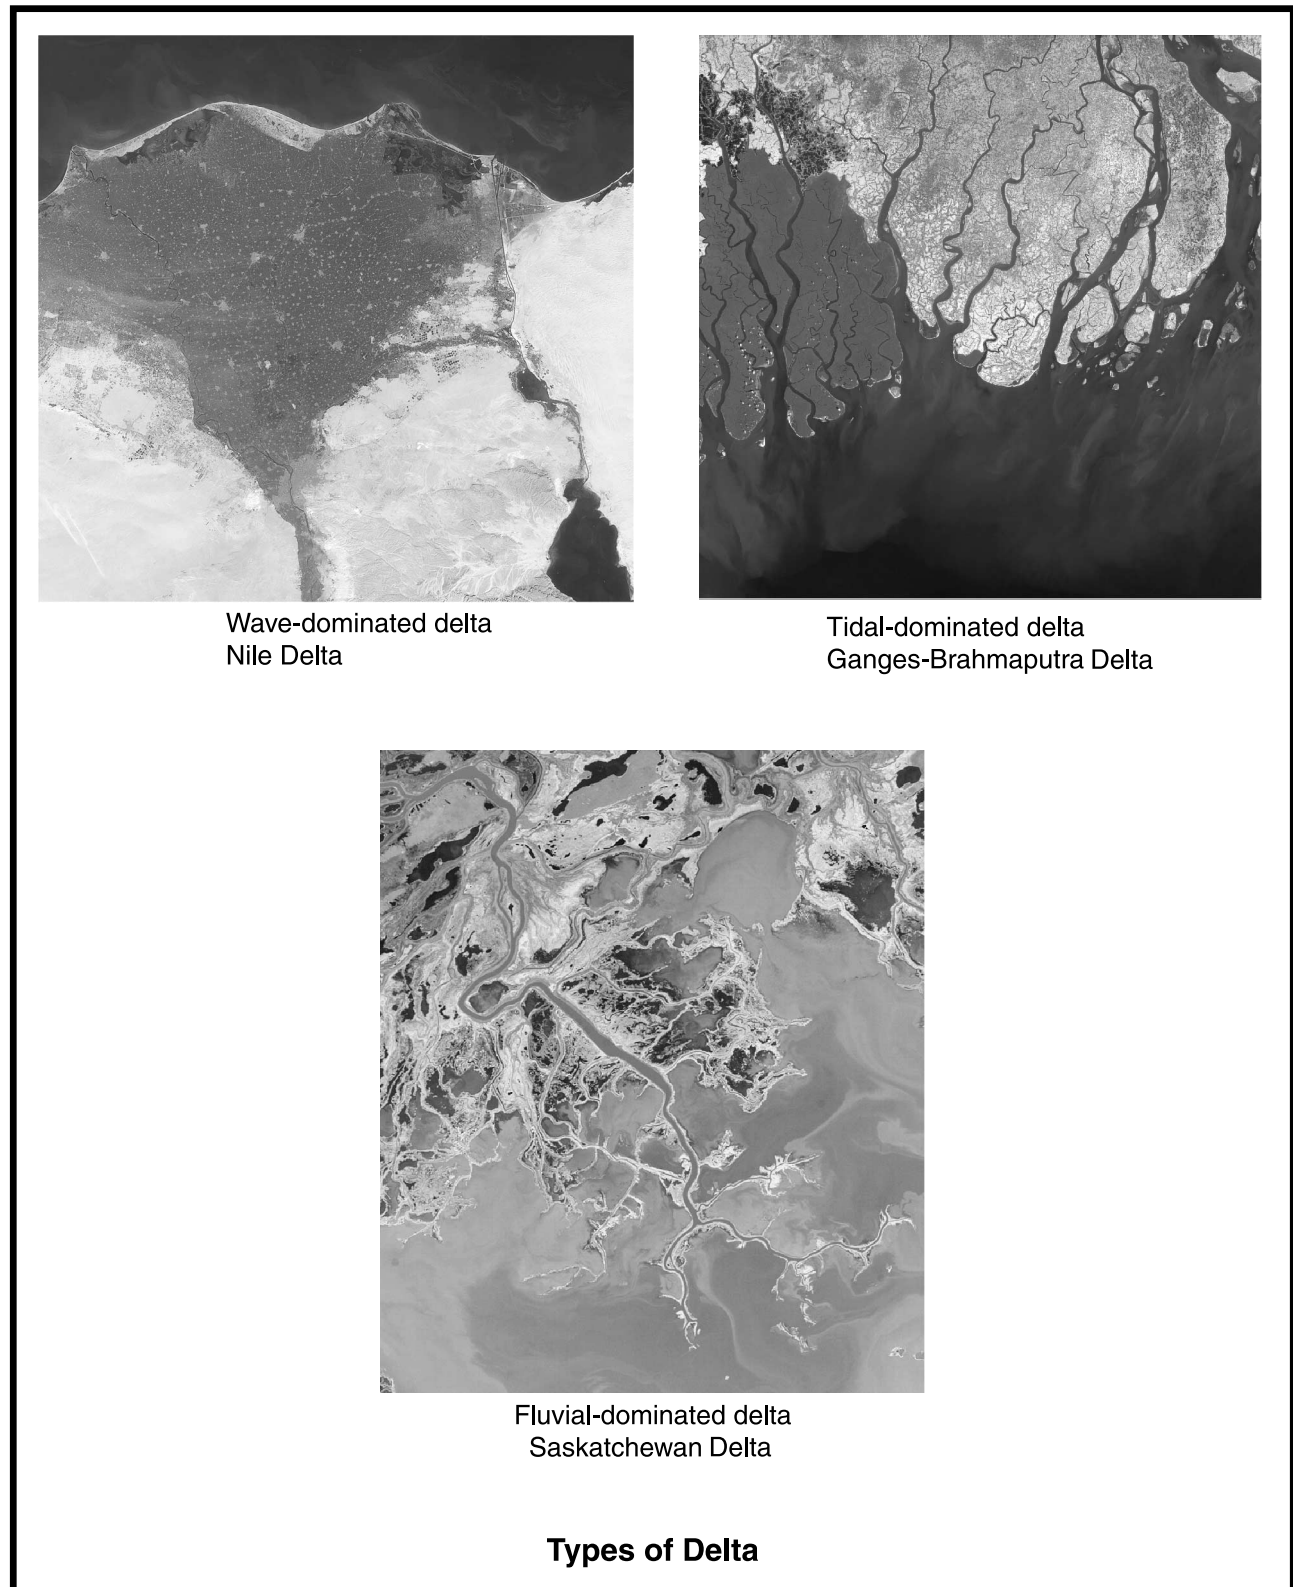 Wave-dominated delta
Nile Delta
Tidal-dominated delta
Ganges-Brahmaputra Delta
Fluvial-dominated delta
Saskatchewan Delta
Types of Delta